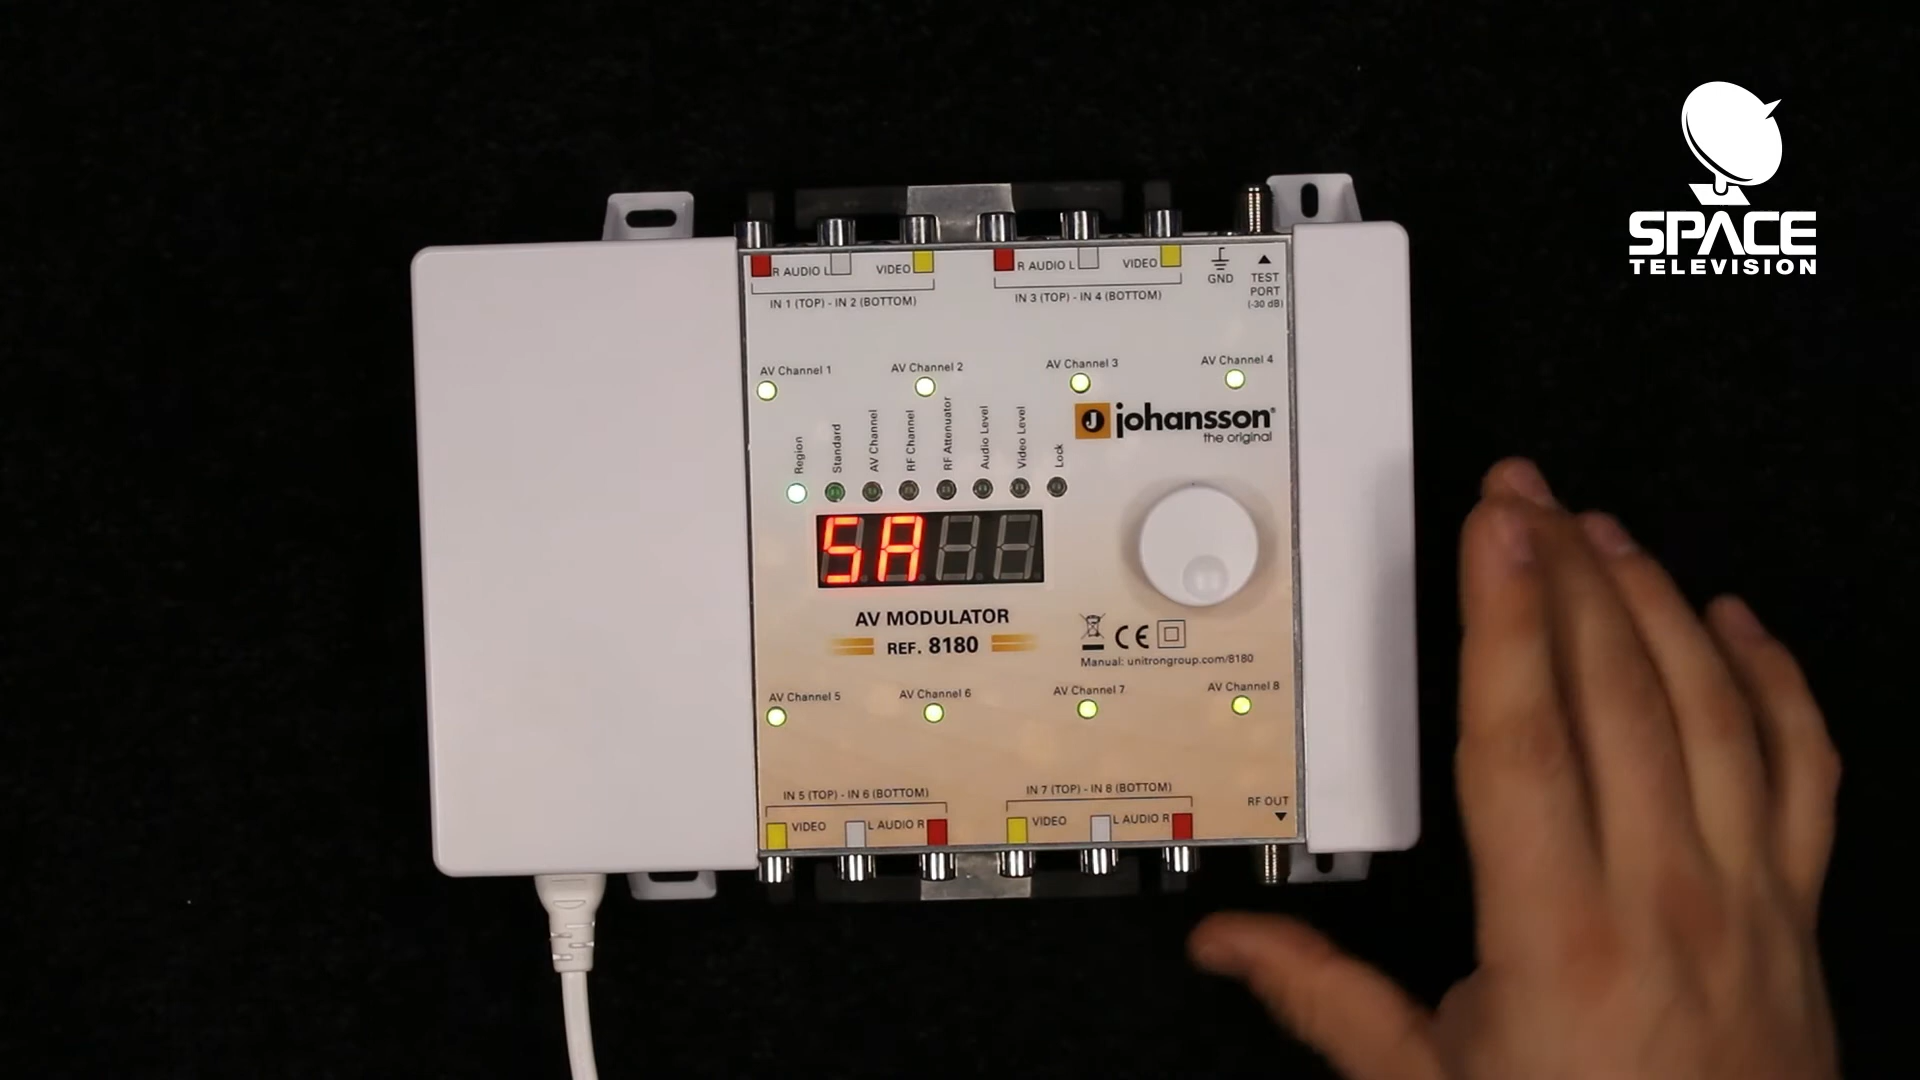 SPACE
TELEVISION
R AUDIO L
VIDEO
R AUDIO L
VIDEO
GND
TEST
PORT
(-30 dB)
IN 1 (TOP) - IN 2 (BOTTOM)
IN 3 (TOP) - IN 4 (BOTTOM)
AV Channel 1
AV Channel 2
AV Channel 3
AV Channel 4
Region
Standard
AV Channel
RF Channel
RF Attenuator
Audio Level
Video Level
Lock
J johansson®
the original
SA
AV MODULATOR
REF. 8180
CE
Manual: unitrongroup.com/8180
AV Channel 5
AV Channel 6
AV Channel 7
AV Channel 8
IN 5 (TOP) - IN 6 (BOTTOM)
IN 7 (TOP) - IN 8 (BOTTOM)
RF OUT
VIDEO
L AUDIO R
VIDEO
L AUDIO R